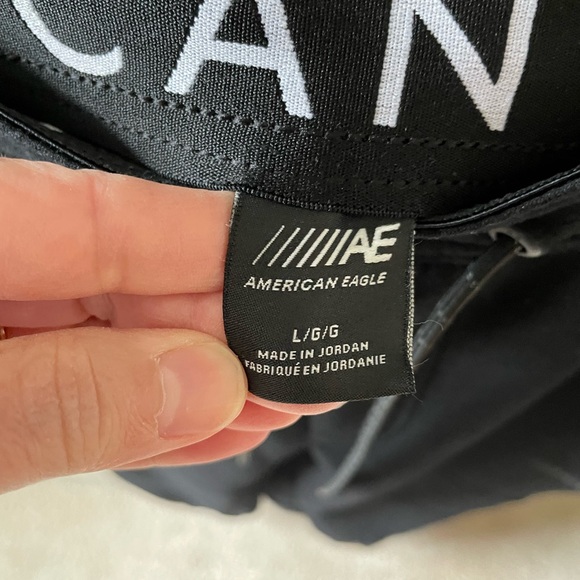 CAN
AE
AMERICAN EAGLE
L/G/G
MADE IN JORDAN
FABRIQUÉ EN JORDANIE